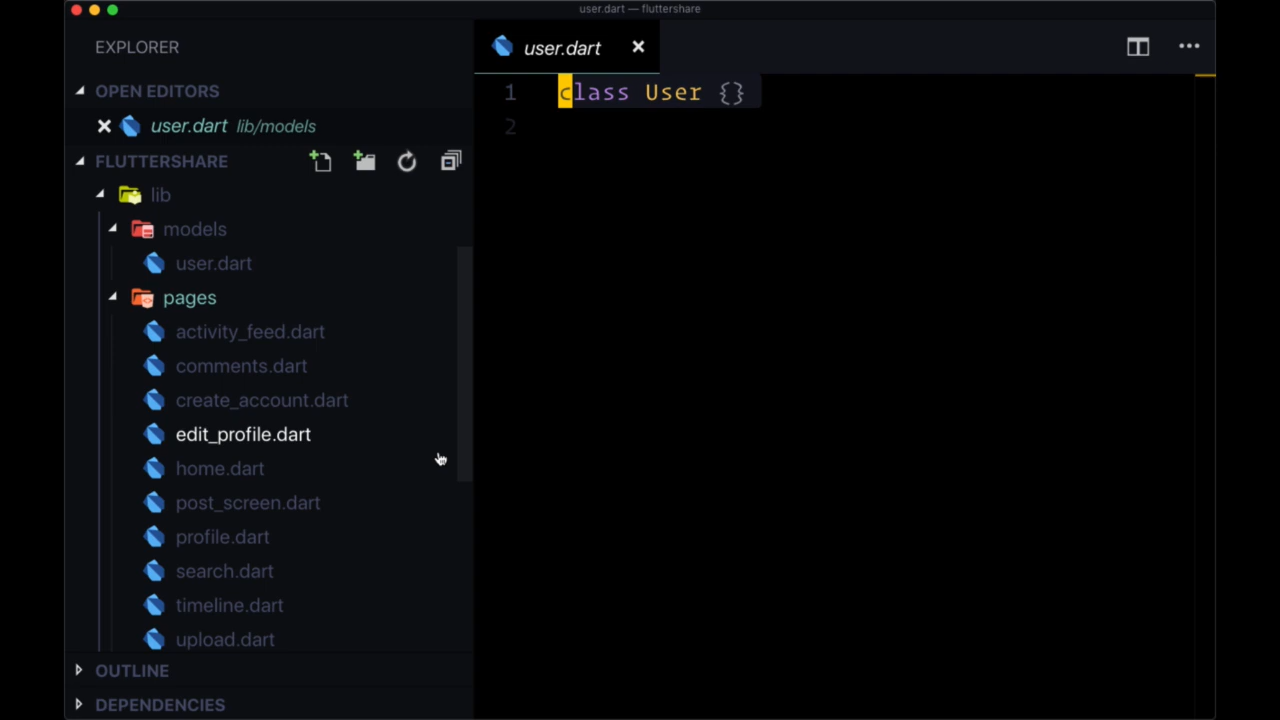 user.dart — fluttershare
EXPLORER
OPEN EDITORS
user.dart lib/models
FLUTTERSHARE
lib
models
user.dart
pages
activity_feed.dart
comments.dart
create_account.dart
edit_profile.dart
home.dart
post_screen.dart
profile.dart
search.dart
timeline.dart
upload.dart
OUTLINE
DEPENDENCIES
user.dart
1 class User {}
2